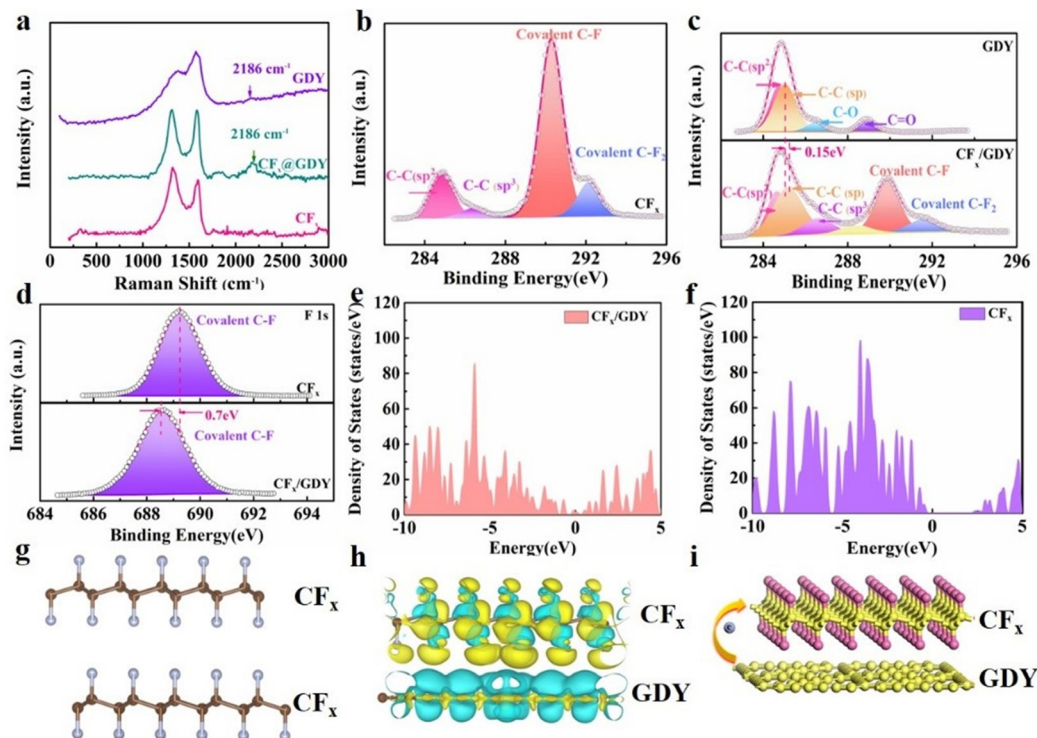 a
Intensity (a.u.)
2186 cm⁻¹
GDY
2186 cm⁻¹
CFₓ@GDY
CFₓ
0 500 1000 1500 2000 2500 3000
Raman Shift (cm⁻¹)
b
Intensity (a.u.)
Covalent C-F
Covalent C-F₂
C-C(sp²)
C-C (sp³)
CFₓ
284 288 292 296
Binding Energy(eV)
c
Intensity (a.u.)
GDY
C-C(sp²)
C-C (sp)
C-O
C=O
CFₓ/GDY
0.15eV
Covalent C-F
C-C(sp²)
C-C (sp)
C-C (sp³)
Covalent C-F₂
284 288 292 296
Binding Energy(eV)
d
Intensity (a.u.)
F 1s
Covalent C-F
CFₓ
0.7eV
Covalent C-F
CFₓ/GDY
684 686 688 690 692 694
Binding Energy(eV)
e
Density of States (states/eV)
120
100
80
60
40
20
0
CFₓ/GDY
-10 -5 0 5
Energy(eV)
f
Density of States (states/eV)
120
100
80
60
40
20
0
CFₓ
-10 -5 0 5
Energy(eV)
g
CFₓ
CFₓ
h
CFₓ
GDY
i
CFₓ
GDY